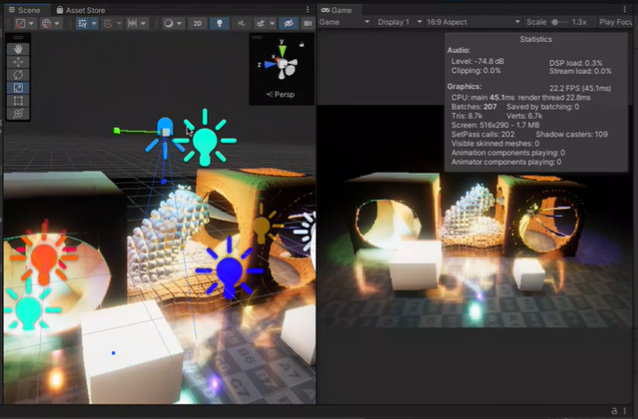 Scene
Asset Store
Game
2D
Game
Display 1
16:9 Aspect
Scale
1.3x
Play Foc
y
z
x
Persp
Statistics
Audio:
Level: -74.8 dB
DSP load: 0.3%
Clipping: 0.0%
Stream load: 0.0%
Graphics:
22.2 FPS (45.1ms)
CPU: main 45.1ms render thread 22.8ms
Batches: 207
Saved by batching: 0
Tris: 8.7k
Verts: 6.7k
Screen: 516x290 - 1.7 MB
SetPass calls: 202
Shadow casters: 109
Visible skinned meshes: 0
Animation components playing: 0
Animator components playing: 0